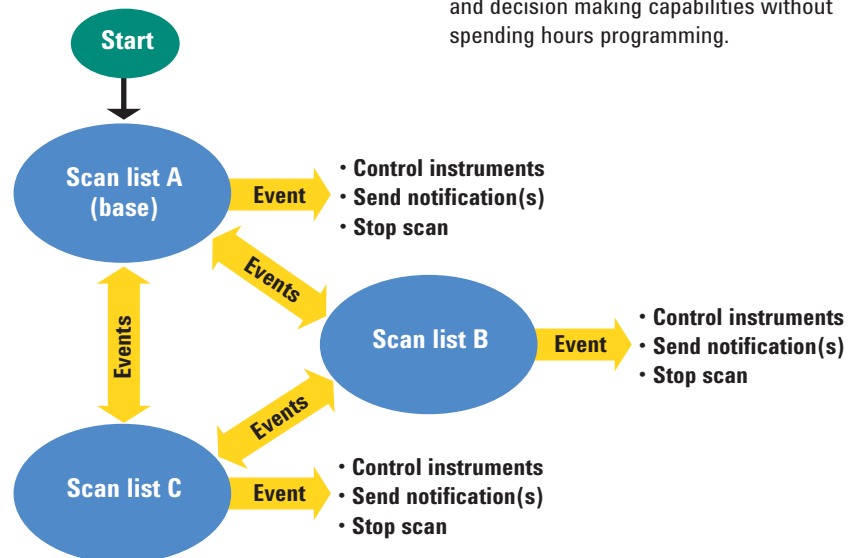 and decision making capabilities without
spending hours programming.
Start
Scan list A
(base)
Event
• Control instruments
• Send notification(s)
• Stop scan
Events
Events
Scan list B
Event
• Control instruments
• Send notification(s)
• Stop scan
Events
Scan list C
Event
• Control instruments
• Send notification(s)
• Stop scan